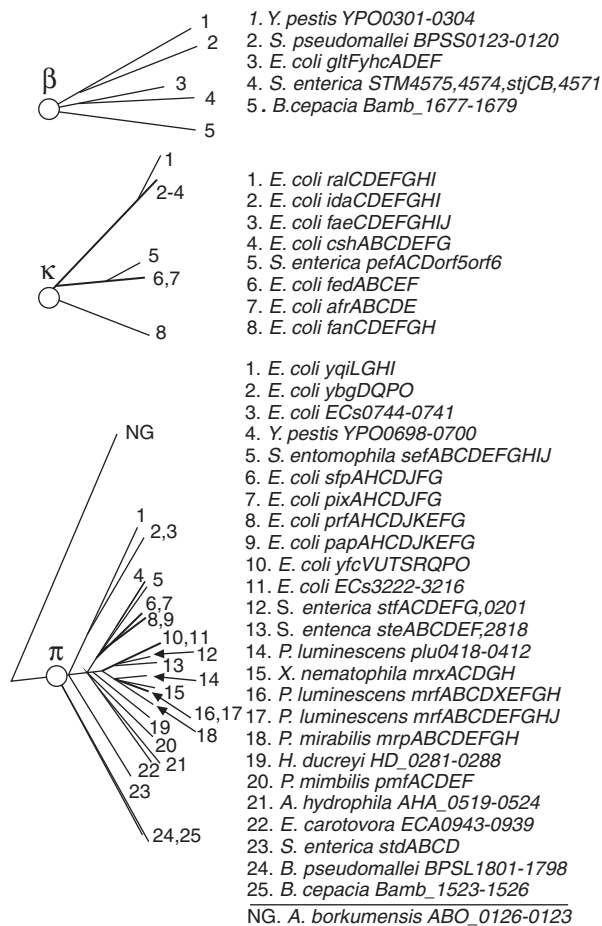 β
1
2
3
4
5
1. Y. pestis YPO0301-0304
2. S. pseudomallei BPSS0123-0120
3. E. coli gltFyhcADEF
4. S. enterica STM4575,4574,stjCB,4571
5. B.cepacia Bamb_1677-1679
κ
1
2-4
5
6,7
8
1. E. coli ralCDEFGHI
2. E. coli idaCDEFGHI
3. E. coli faeCDEFGHIJ
4. E. coli cshABCDEFG
5. S. enterica pefACDorf5orf6
6. E. coli fedABCEF
7. E. coli afrABCDE
8. E. coli fanCDEFGH
π
NG
1
2,3
4
5
6,7
8,9
10,11
12
13
14
15
16,17
18
19
20
21
22
23
24,25
1. E. coli yqiLGHI
2. E. coli ybgDQPO
3. E. coli ECs0744-0741
4. Y. pestis YPO0698-0700
5. S. entomophila sefABCDEFGHIJ
6. E. coli sfpAHCDJFG
7. E. coli pixAHCDJFG
8. E. coli prfAHCDJKEFG
9. E. coli papAHCDJKEFG
10. E. coli yfcVUTSRQPO
11. E. coli ECs3222-3216
12. S. enterica stfACDEFG,0201
13. S. entenca steABCDEF,2818
14. P. luminescens plu0418-0412
15. X. nematophila mrxACDGH
16. P. luminescens mrfABCDXEFGH
17. P. luminescens mrfABCDEFGHJ
18. P. mirabilis mrpABCDEFGH
19. H. ducreyi HD_0281-0288
20. P. mimbilis pmfACDEF
21. A. hydrophila AHA_0519-0524
22. E. carotovora ECA0943-0939
23. S. enterica stdABCD
24. B. pseudomallei BPSL1801-1798
25. B. cepacia Bamb_1523-1526
NG. A. borkumensis ABO_0126-0123